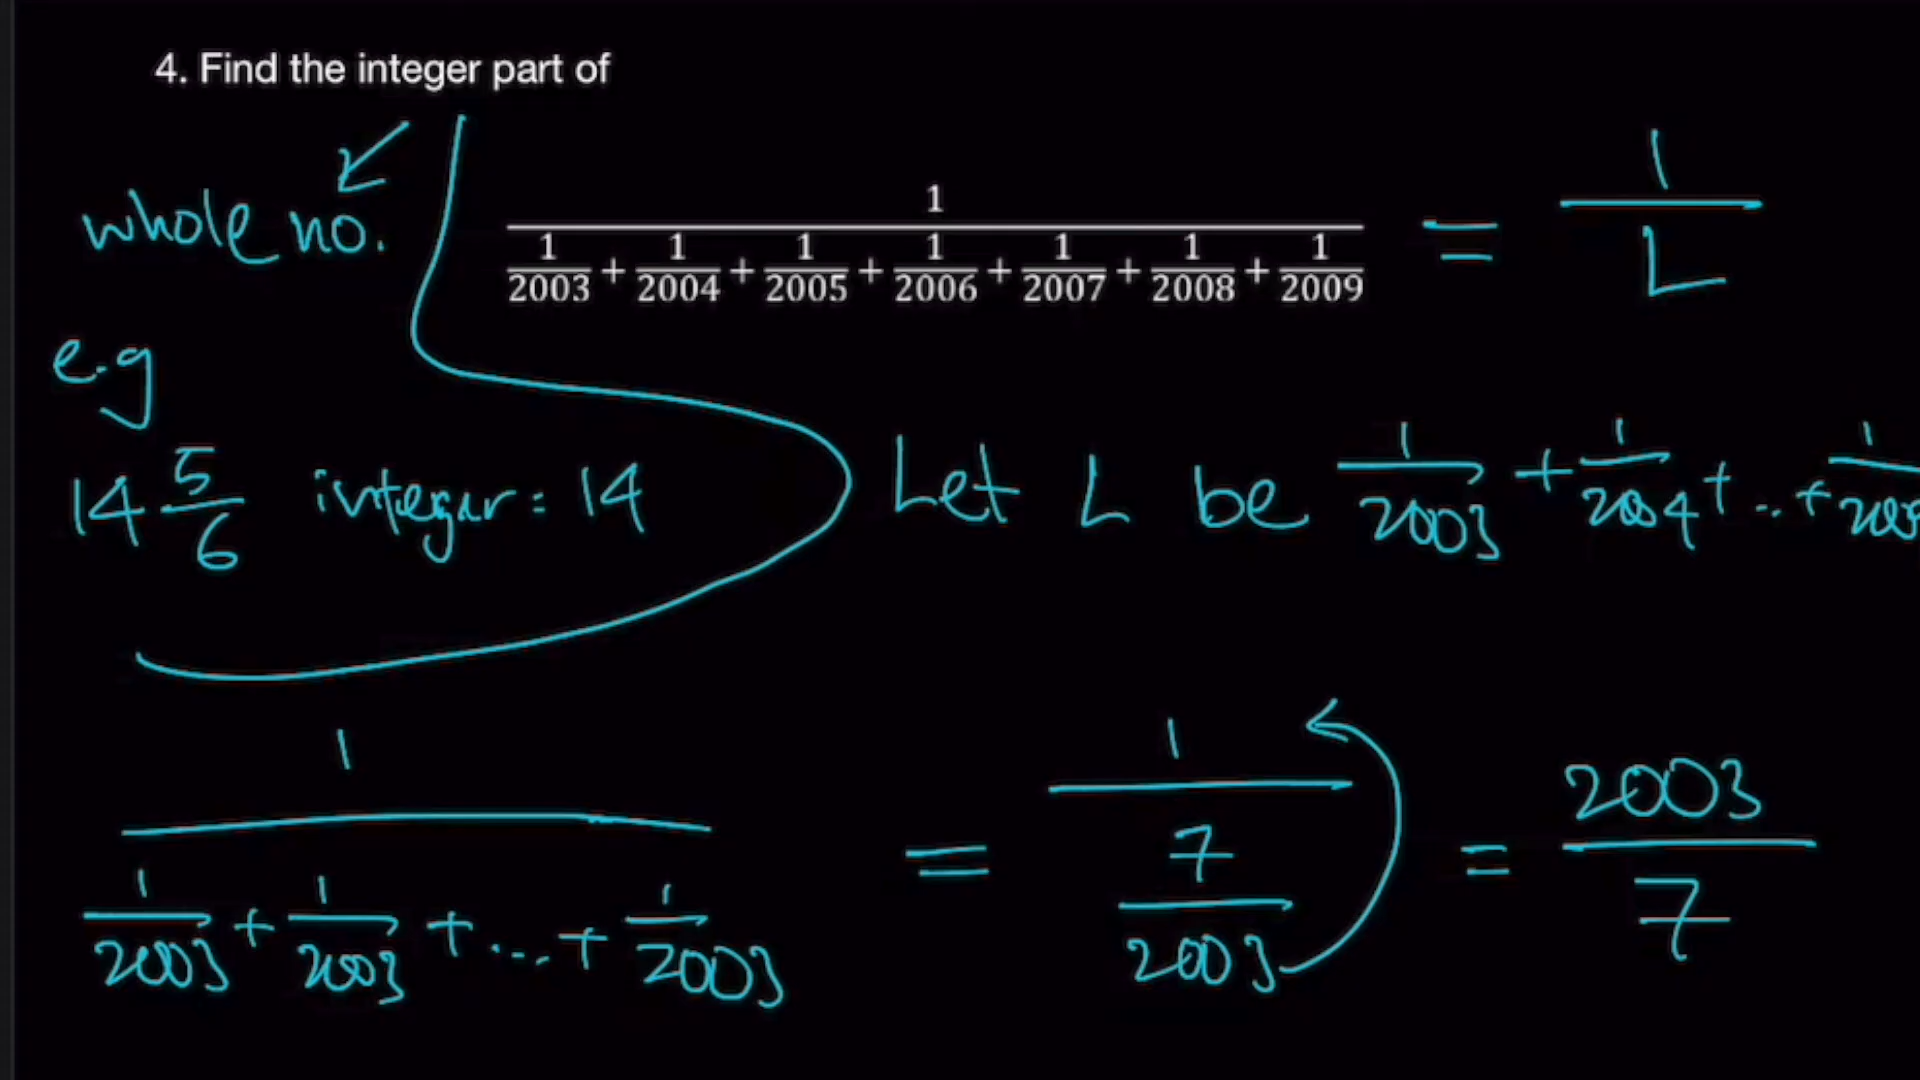 4. Find the integer part of
whole no.
1 / (1/2003 + 1/2004 + 1/2005 + 1/2006 + 1/2007 + 1/2008 + 1/2009) = 1/L
e.g
14 5/6 integer = 14
Let L be 1/2003 + 1/2004 + .. + 1/
1 / (1/2003 + 1/2003 + ... + 1/2003) = 1 / (7/2003) = 2003/7